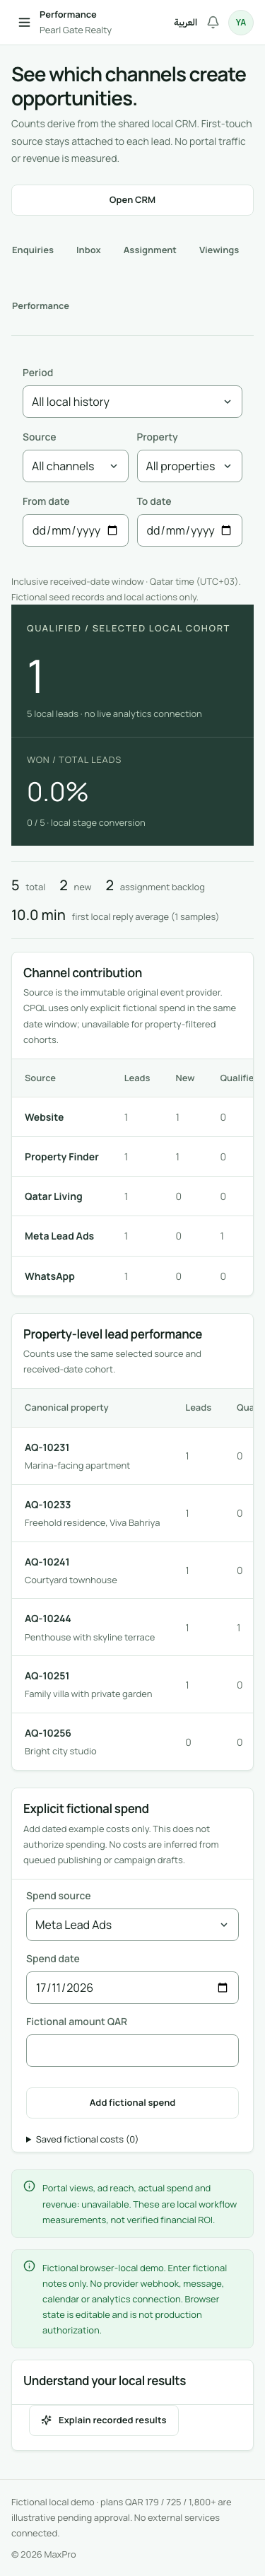 Performance
Pearl Gate Realty
العربية
YA
See which channels create
opportunities.
Counts derive from the shared local CRM. First-touch
source stays attached to each lead. No portal traffic
or revenue is measured.
Open CRM
Enquiries Inbox Assignment Viewings
Performance
Period
All local history
Source Property
All channels All properties
From date To date
dd/mm/yyyy dd/mm/yyyy
Inclusive received-date window · Qatar time (UTC+03).
Fictional seed records and local actions only.
QUALIFIED / SELECTED LOCAL COHORT
1
5 local leads · no live analytics connection
WON / TOTAL LEADS
0.0%
0 / 5 · local stage conversion
5 total 2 new 2 assignment backlog
10.0 min first local reply average (1 samples)
Channel contribution
Source is the immutable original event provider.
CPQL uses only explicit fictional spend in the same
date window; unavailable for property-filtered
cohorts.
Source Leads New Qualifie
Website 1 1 0
Property Finder 1 1 0
Qatar Living 1 0 0
Meta Lead Ads 1 0 1
WhatsApp 1 0 0
Property-level lead performance
Counts use the same selected source and
received-date cohort.
Canonical property Leads Qua
AQ-10231
Marina-facing apartment 1 0
AQ-10233
Freehold residence, Viva Bahriya 1 0
AQ-10241
Courtyard townhouse 1 0
AQ-10244
Penthouse with skyline terrace 1 1
AQ-10251
Family villa with private garden 1 0
AQ-10256
Bright city studio 0 0
Explicit fictional spend
Add dated example costs only. This does not
authorize spending. No costs are inferred from
queued publishing or campaign drafts.
Spend source
Meta Lead Ads
Spend date
17/11/2026
Fictional amount QAR
Add fictional spend
Saved fictional costs (0)
Portal views, ad reach, actual spend and
revenue: unavailable. These are local workflow
measurements, not verified financial ROI.
Fictional browser-local demo. Enter fictional
notes only. No provider webhook, message,
calendar or analytics connection. Browser
state is editable and is not production
authorization.
Understand your local results
Explain recorded results
Fictional local demo · plans QAR 179 / 725 / 1,800+ are
illustrative pending approval. No external services
connected.
© 2026 MaxPro